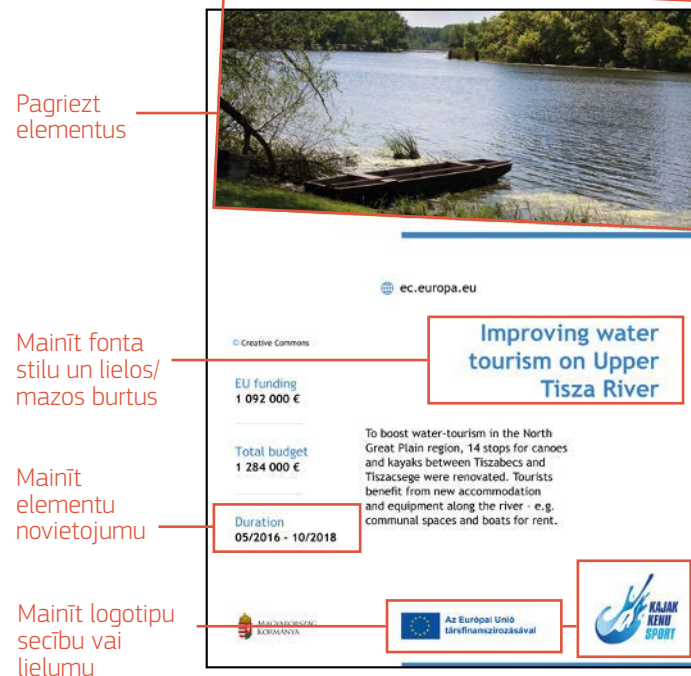 Pagriezt
elementus
ec.europa.eu
Mainīt fonta
stilu un lielos/
mazos burtus
© Creative Commons
Improving water
tourism on Upper
Tisza River
EU funding
1 092 000 €
Total budget
1 284 000 €
To boost water-tourism in the North
Great Plain region, 14 stops for canoes
and kayaks between Tiszabecs and
Tiszacsege were renovated. Tourists
benefit from new accommodation
and equipment along the river - e.g.
communal spaces and boats for rent.
Mainīt
elementu
novietojumu
Duration
05/2016 - 10/2018
Mainīt logotipu
secību vai
lielumu
Magyarország
Kormánya
Az Európai Unió
társfinanszírozásával
KAJAK
KENU
SPORT